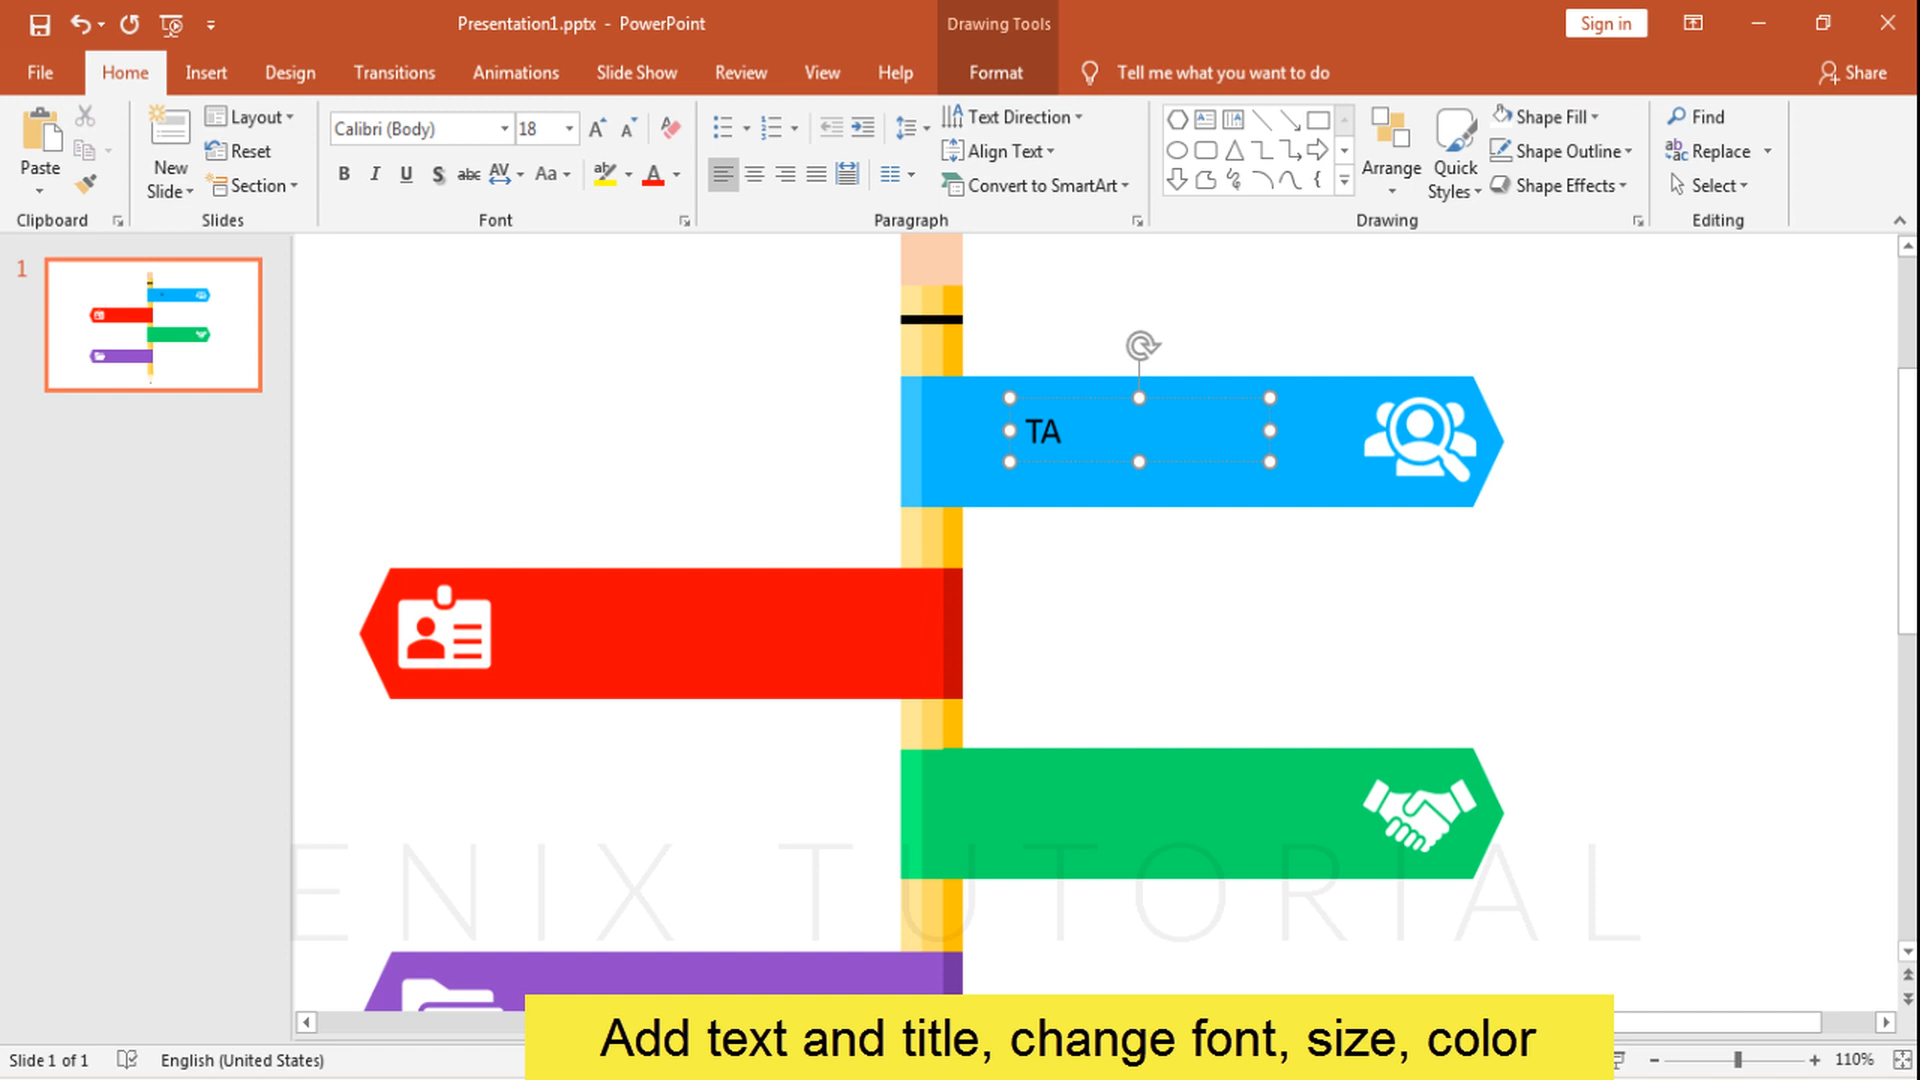 Presentation1.pptx - PowerPoint
Drawing Tools
Sign in
File
Home
Insert
Design
Transitions
Animations
Slide Show
Review
View
Help
Format
Tell me what you want to do
Share
Paste
Clipboard
New
Slide
Layout
Reset
Section
Slides
Calibri (Body)
18
B I U S abc AV Aa
Font
Text Direction
Align Text
Convert to SmartArt
Paragraph
Arrange
Quick
Styles
Shape Fill
Shape Outline
Shape Effects
Drawing
Find
Replace
Select
Editing
1
TA
ENIX TUTORIAL
Add text and title, change font, size, color
Slide 1 of 1
English (United States)
110%